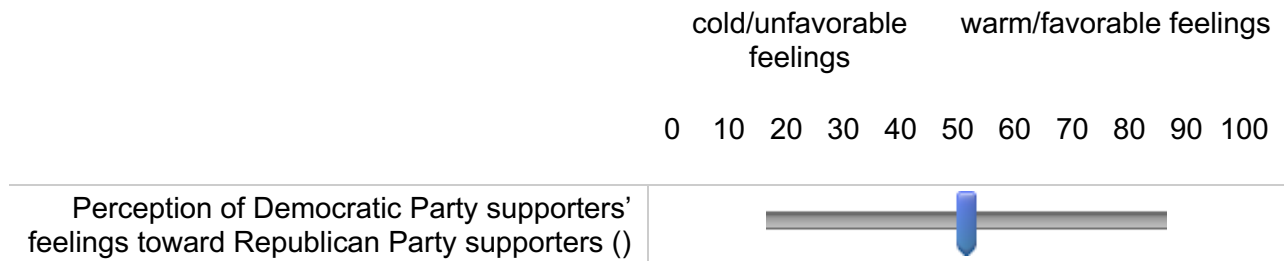 cold/unfavorable feelings
warm/favorable feelings
0 10 20 30 40 50 60 70 80 90 100
Perception of Democratic Party supporters’
feelings toward Republican Party supporters ()